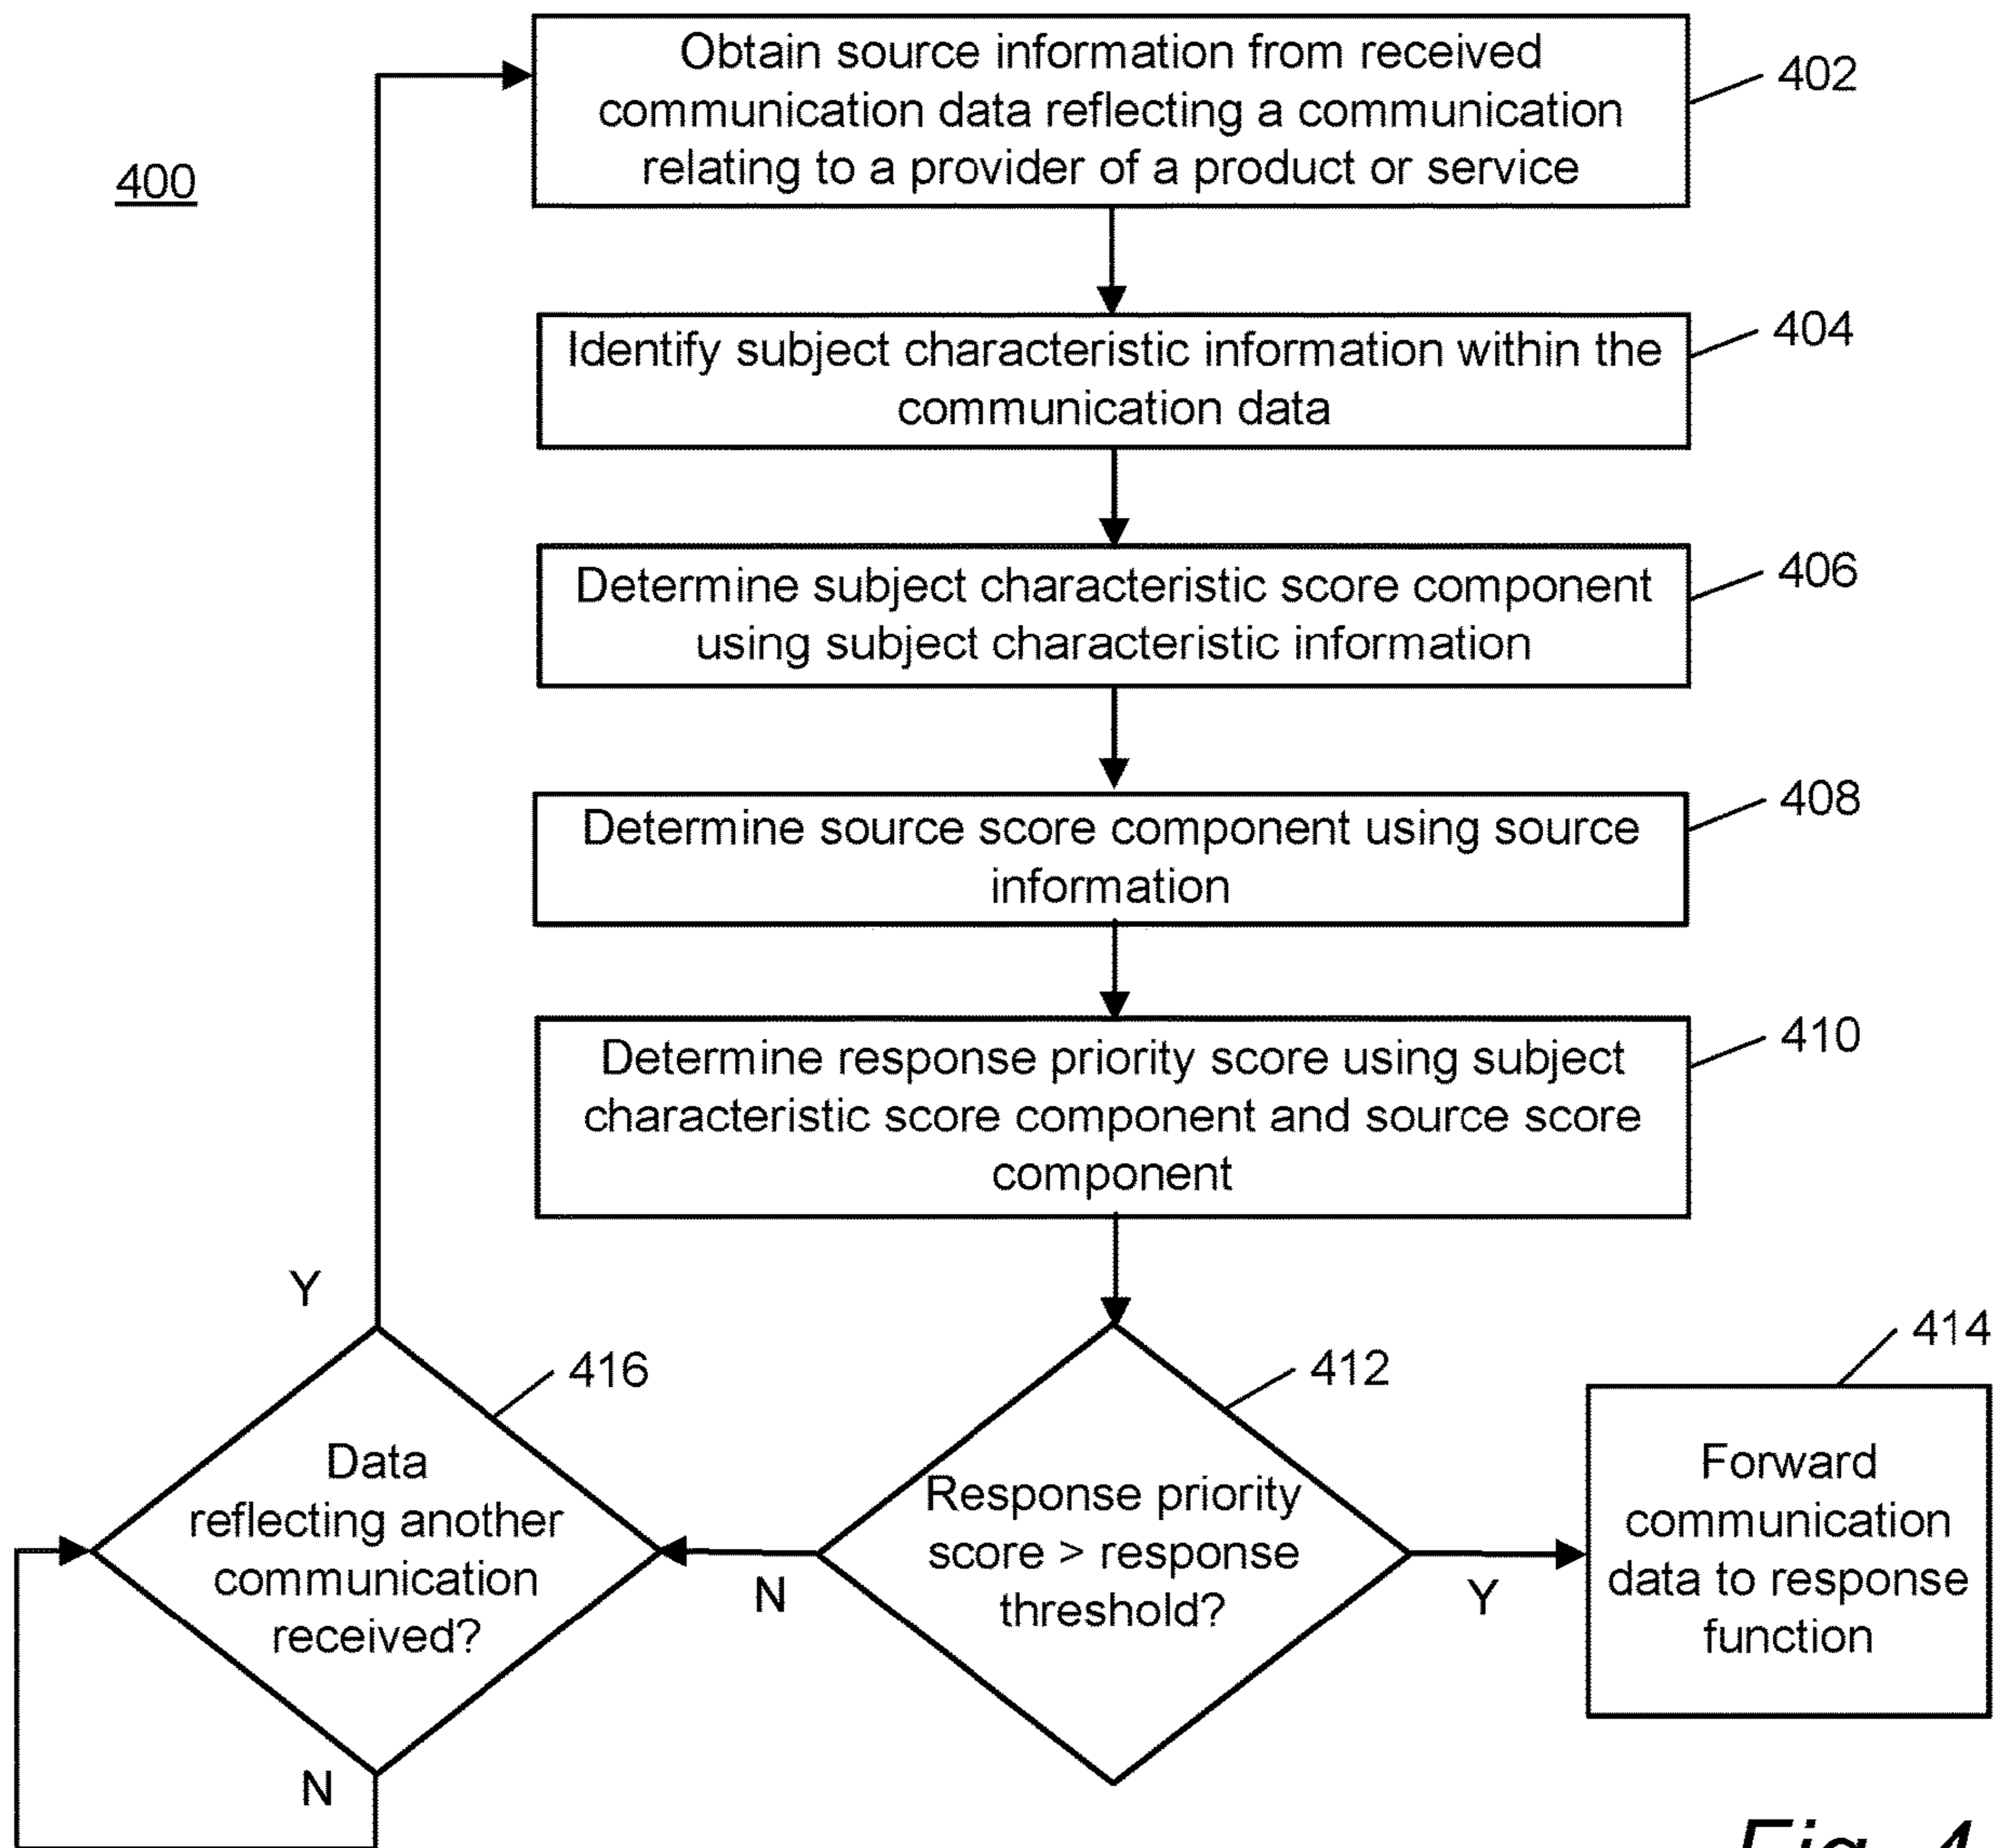 400
Obtain source information from received
communication data reflecting a communication
relating to a provider of a product or service
402
Identify subject characteristic information within the
communication data
404
Determine subject characteristic score component
using subject characteristic information
406
Determine source score component using source
information
408
Determine response priority score using subject
characteristic score component and source score
component
410
Response priority
score > response
threshold?
412
Y
N
Forward
communication
data to response
function
414
Data
reflecting another
communication
received?
416
Y
N
Fig. 4